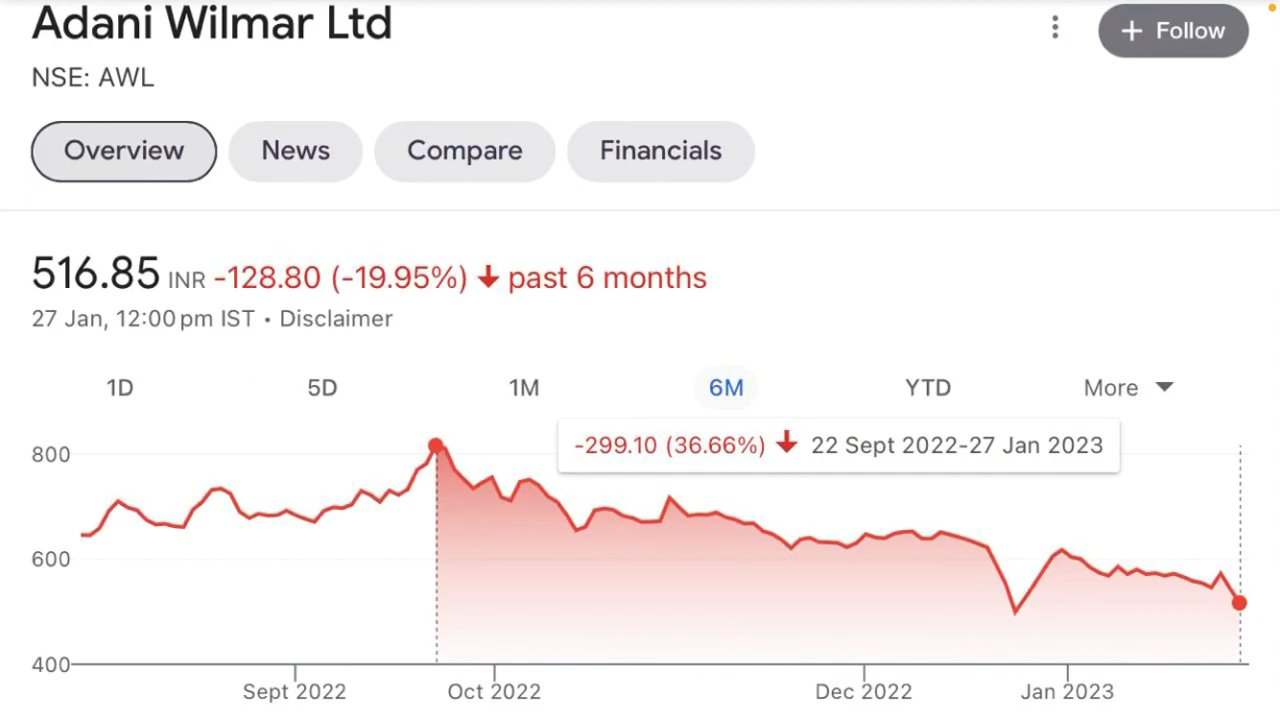 Adani Wilmar Ltd
+ Follow
NSE: AWL
Overview News Compare Financials
516.85 INR -128.80 (-19.95%) ↓ past 6 months
27 Jan, 12:00 pm IST • Disclaimer
1D 5D 1M 6M YTD More
-299.10 (36.66%) ↓ 22 Sept 2022-27 Jan 2023
800
600
400
Sept 2022 Oct 2022 Dec 2022 Jan 2023